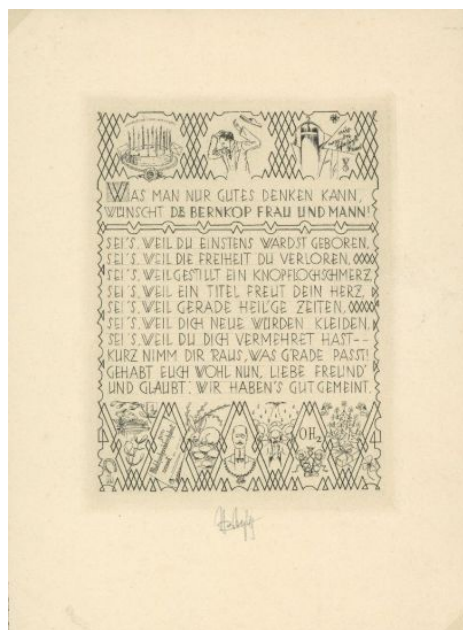 WAS MAN NUR GUTES DENKEN KANN,
WÜNSCHT DE BERNKOP FRAU UND MANN!
SEI'S, WEIL DU EINSTENS WARDST GEBOREN,
SEI'S, WEIL DIE FREIHEIT DU VERLOREN,
SEI'S, WEIL GESTILLT EIN KNOPFLOCHSCHMERZ,
SEI'S, WEIL EIN TITEL FREUT DEIN HERZ,
SEI'S, WEIL GERADE HEIL'GE ZEITEN,
SEI'S, WEIL DICH NEUE WÜRDEN KLEIDEN,
SEI'S, WEIL DU DICH VERMEHRET HAST--
KURZ NIMM DIR RAUS, WAS G'RADE PASST!
GEHABT EUCH WOHL NUN, LIEBE FREUND'
UND GLAUBT: WIR HABEN'S GUT GEMEINT.
OH₂